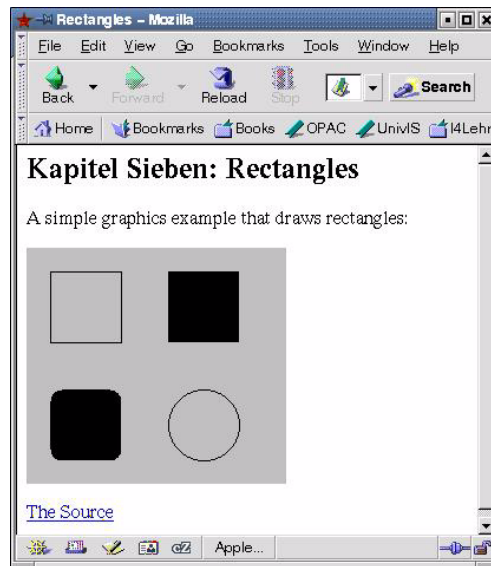 Rectangles – Mozilla
File Edit View Go Bookmarks Tools Window Help
Back Forward Reload Stop Search
Home Bookmarks Books OPAC UnivIS I4Lehr
Kapitel Sieben: Rectangles
A simple graphics example that draws rectangles:
The Source
Apple...